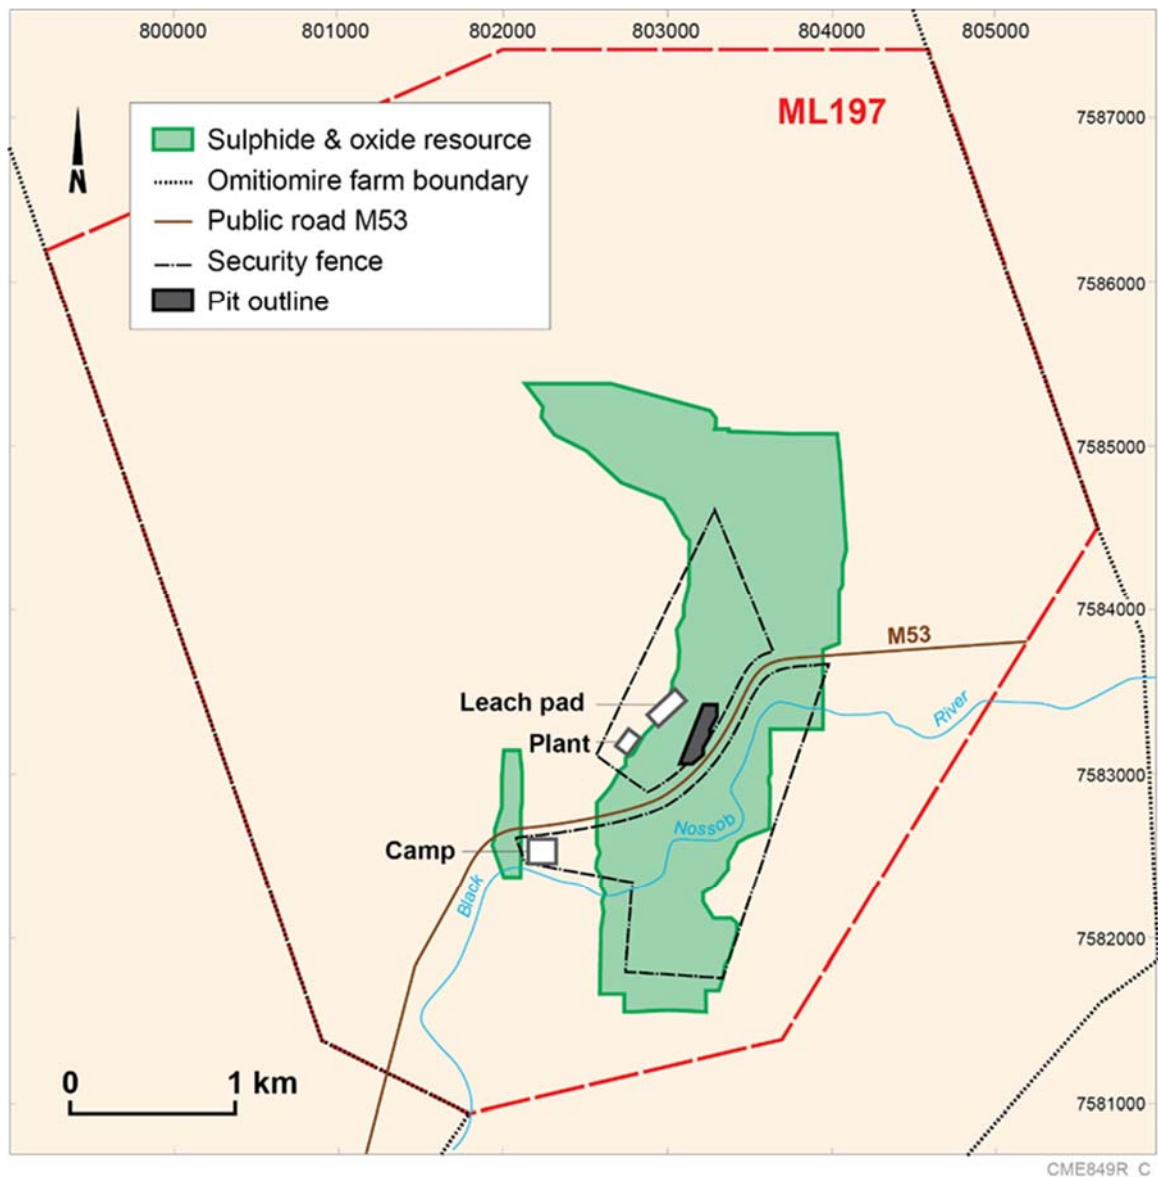 800000 801000 802000 803000 804000 805000
ML197
7587000
Sulphide & oxide resource
Omitiomire farm boundary
Public road M53
Security fence
Pit outline
N
7586000
7585000
7584000
M53
Leach pad
River
Plant
7583000
Nossob
Camp
Black
7582000
0 1 km
7581000
CME849R C